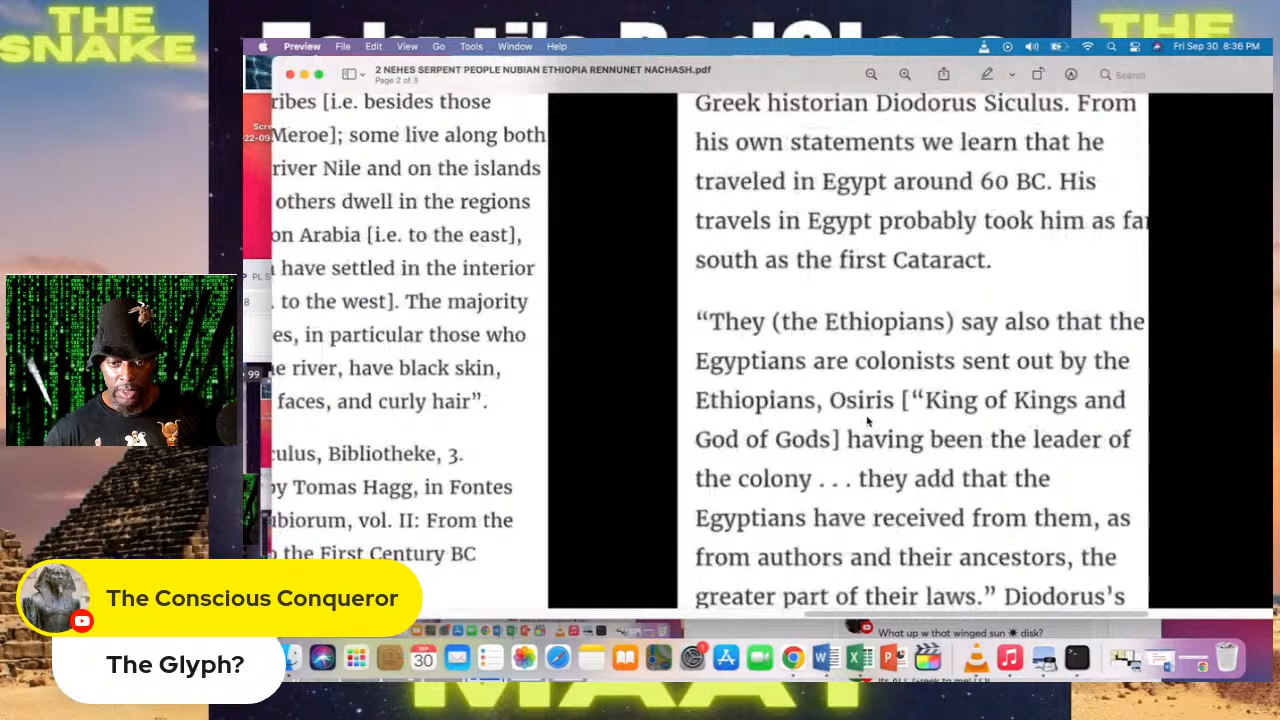 THE
SNAKE
THE
Preview File Edit View Go Tools Window Help
Fri Sep 30 8:36 PM
2 NEHES SERPENT PEOPLE NUBIAN ETHIOPIA RENNUNET NACHASH.pdf
Page 2 of 3
Search
ribes [i.e. besides those
Meroe]; some live along both
river Nile and on the islands
others dwell in the regions
on Arabia [i.e. to the east],
have settled in the interior
. to the west]. The majority
es, in particular those who
e river, have black skin,
faces, and curly hair”.
culus, Bibliotheke, 3.
by Tomas Hagg, in Fontes
ubiorum, vol. II: From the
o the First Century BC
Greek historian Diodorus Siculus. From
his own statements we learn that he
traveled in Egypt around 60 BC. His
travels in Egypt probably took him as far
south as the first Cataract.
“They (the Ethiopians) say also that the
Egyptians are colonists sent out by the
Ethiopians, Osiris [“King of Kings and
God of Gods] having been the leader of
the colony . . . they add that the
Egyptians have received from them, as
from authors and their ancestors, the
greater part of their laws.” Diodorus’s
The Conscious Conqueror
The Glyph?
What up w that winged sun disk?
SEP
30
MAAT